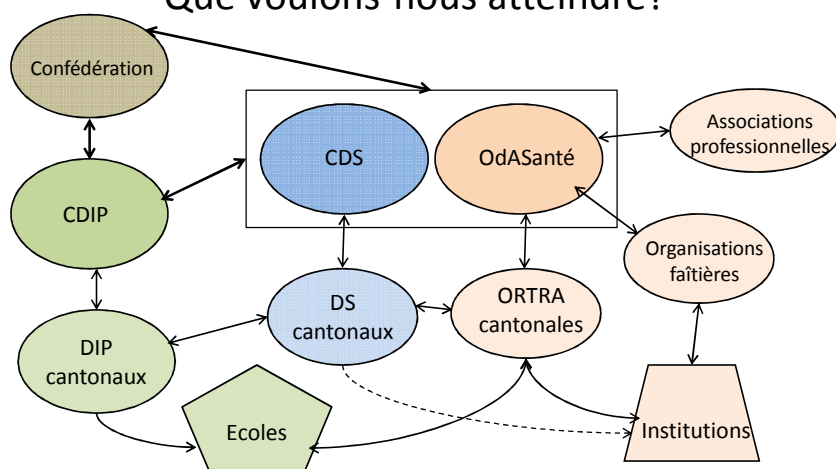 Que voulons-nous atteindre?
Confédération
CDS
OdASanté
Associations
professionnelles
CDIP
Organisations
faîtières
DS
cantonaux
ORTRA
cantonales
DIP
cantonaux
Ecoles
Institutions